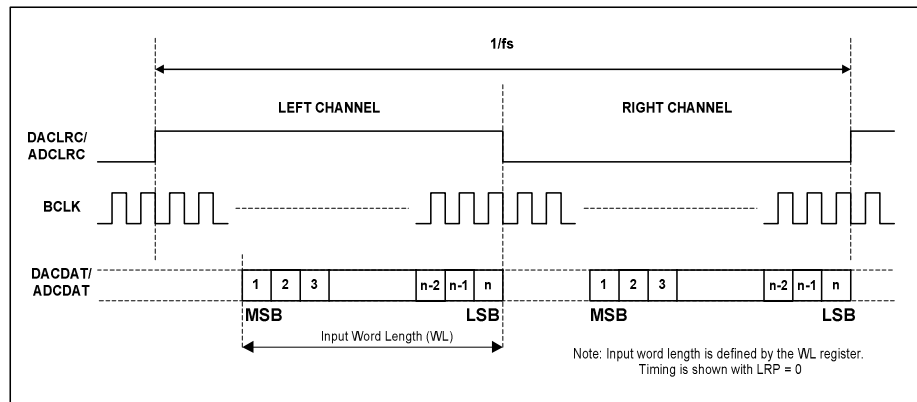 1/fs
LEFT CHANNEL
RIGHT CHANNEL
DACLRC/
ADCLRC
BCLK
DACDAT/
ADCDAT
1 2 3 n-2 n-1 n 1 2 3 n-2 n-1 n
MSB LSB MSB LSB
Input Word Length (WL)
Note: Input word length is defined by the WL register.
Timing is shown with LRP = 0